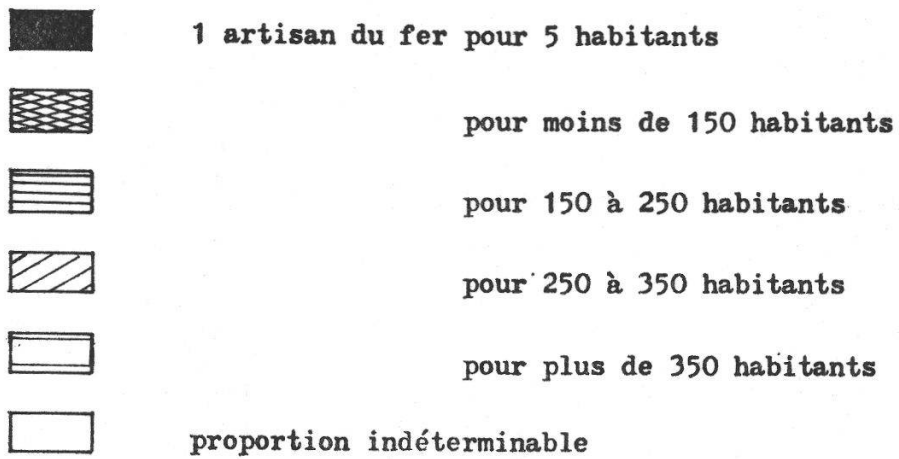 1 artisan du fer pour 5 habitants
pour moins de 150 habitants
pour 150 à 250 habitants
pour 250 à 350 habitants
pour plus de 350 habitants
proportion indéterminable